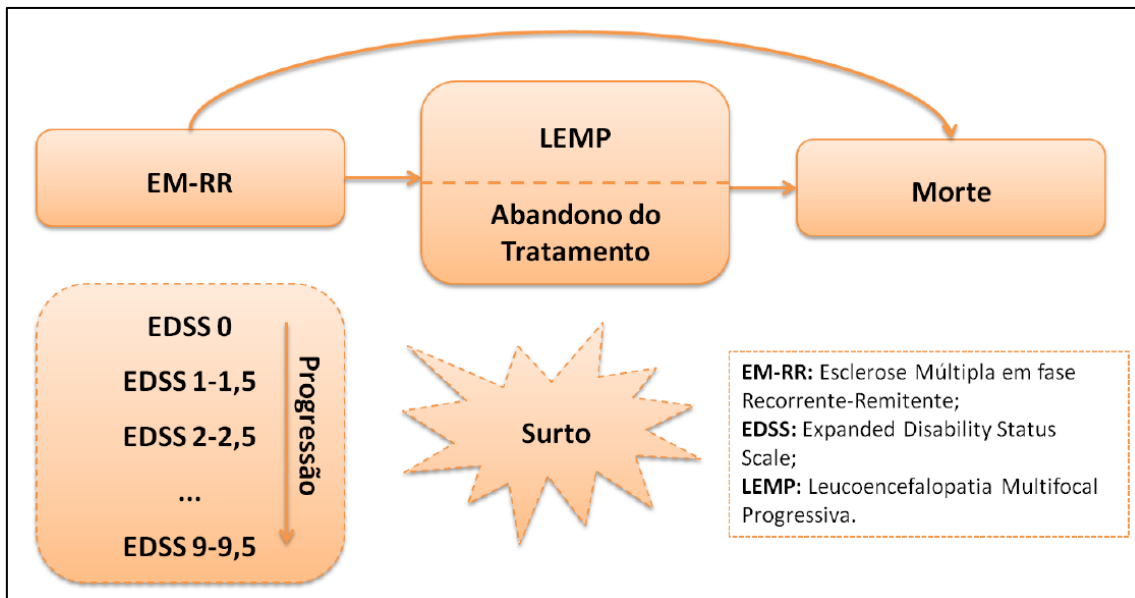 EM-RR
LEMP
Abandono do
Tratamento
Morte
EDSS 0
EDSS 1-1,5
EDSS 2-2,5
...
EDSS 9-9,5
Progressão
Surto
EM-RR: Esclerose Múltipla em fase
Recorrente-Remitente;
EDSS: Expanded Disability Status
Scale;
LEMP: Leucoencefalopatia Multifocal
Progressiva.